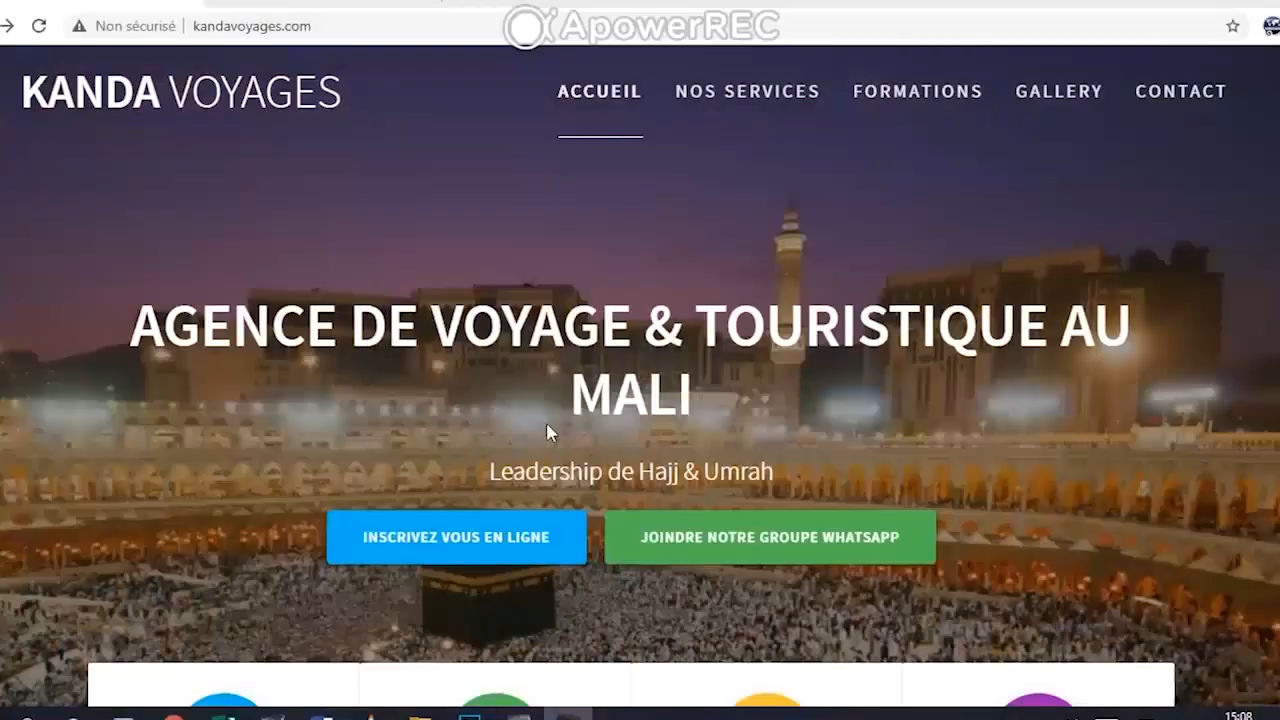 Non sécurisé | kandavoyages.com
ApowerREC
KANDA VOYAGES
ACCUEIL
NOS SERVICES
FORMATIONS
GALLERY
CONTACT
AGENCE DE VOYAGE & TOURISTIQUE AU
MALI
Leadership de Hajj & Umrah
INSCRIVEZ VOUS EN LIGNE
JOINDRE NOTRE GROUPE WHATSAPP
15:08